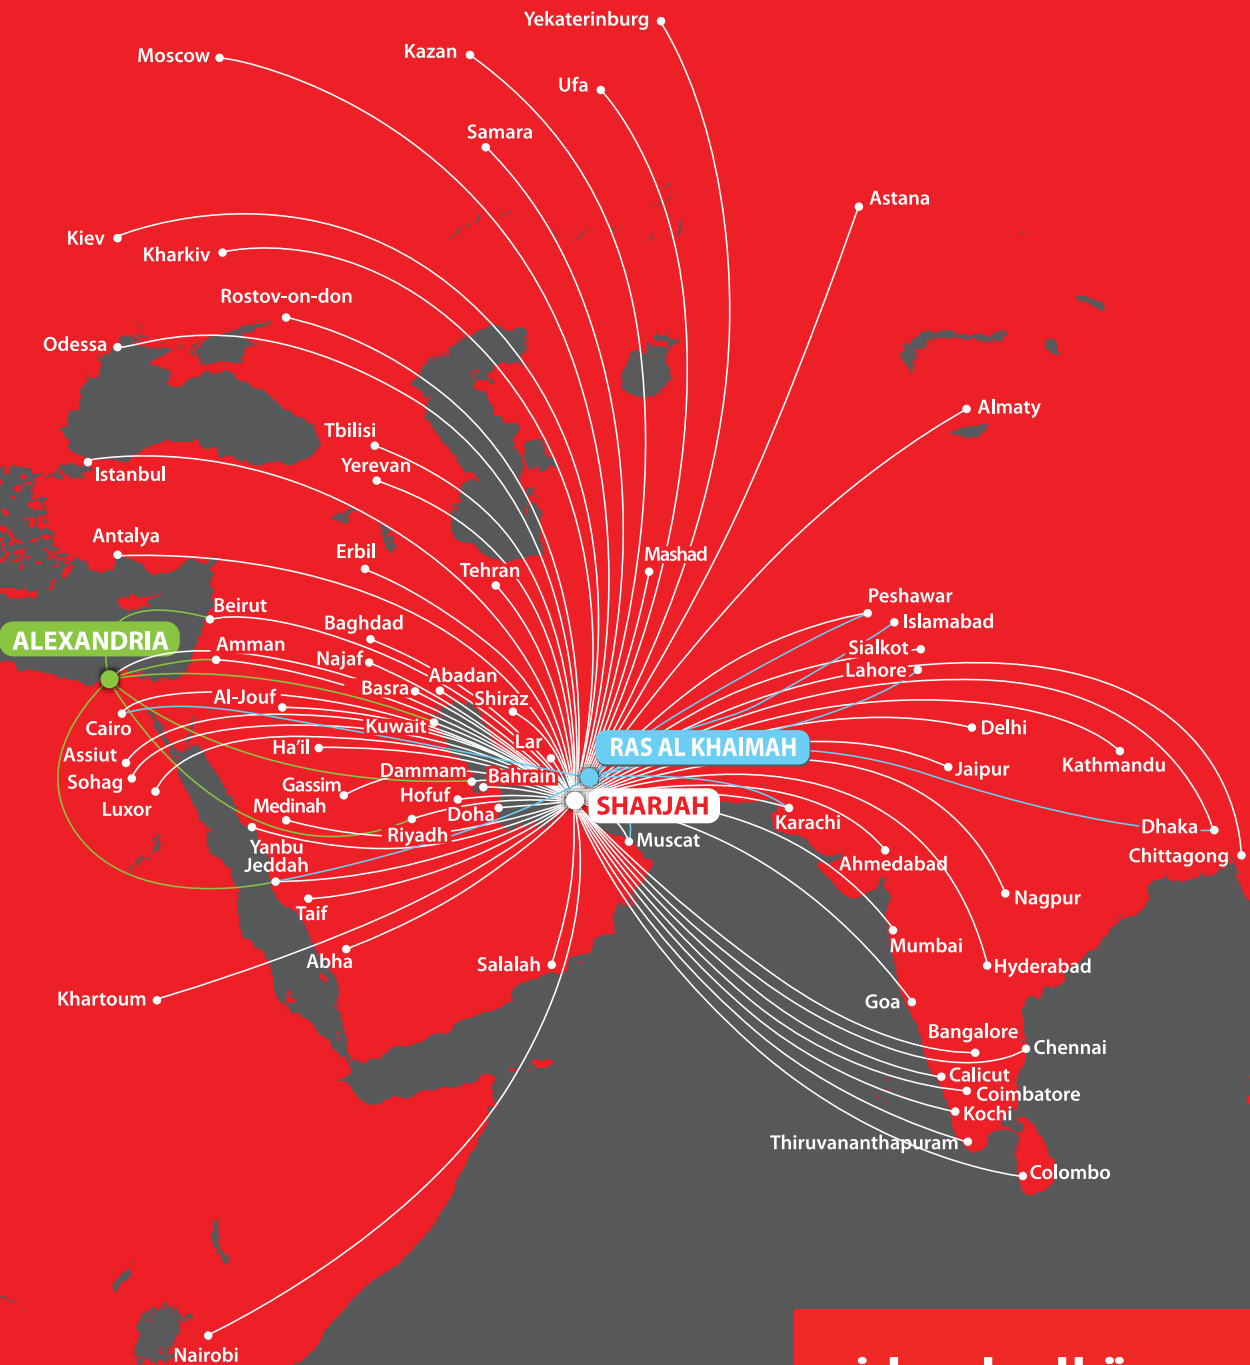 Yekaterinburg
Moscow
Kazan
Ufa
Samara
Astana
Kiev
Kharkiv
Rostov-on-don
Odessa
Almaty
Tbilisi
Yerevan
Istanbul
Antalya
Erbil
Tehran
Mashad
Peshawar
Islamabad
Beirut
Baghdad
ALEXANDRIA
Amman
Sialkot
Najaf
Lahore
Abadan
Basra
Shiraz
Al-Jouf
Cairo
Kuwait
Delhi
Lar
Ha'il
RAS AL KHAIMAH
Assiut
Kathmandu
Dammam
Bahrain
Jaipur
Sohag
Gassim
Hofuf
Luxor
Medinah
SHARJAH
Doha
Karachi
Dhaka
Riyadh
Muscat
Yanbu
Chittagong
Jeddah
Ahmedabad
Nagpur
Taif
Mumbai
Abha
Salalah
Hyderabad
Khartoum
Goa
Bangalore
Chennai
Calicut
Coimbatore
Kochi
Thiruvananthapuram
Colombo
Nairobi